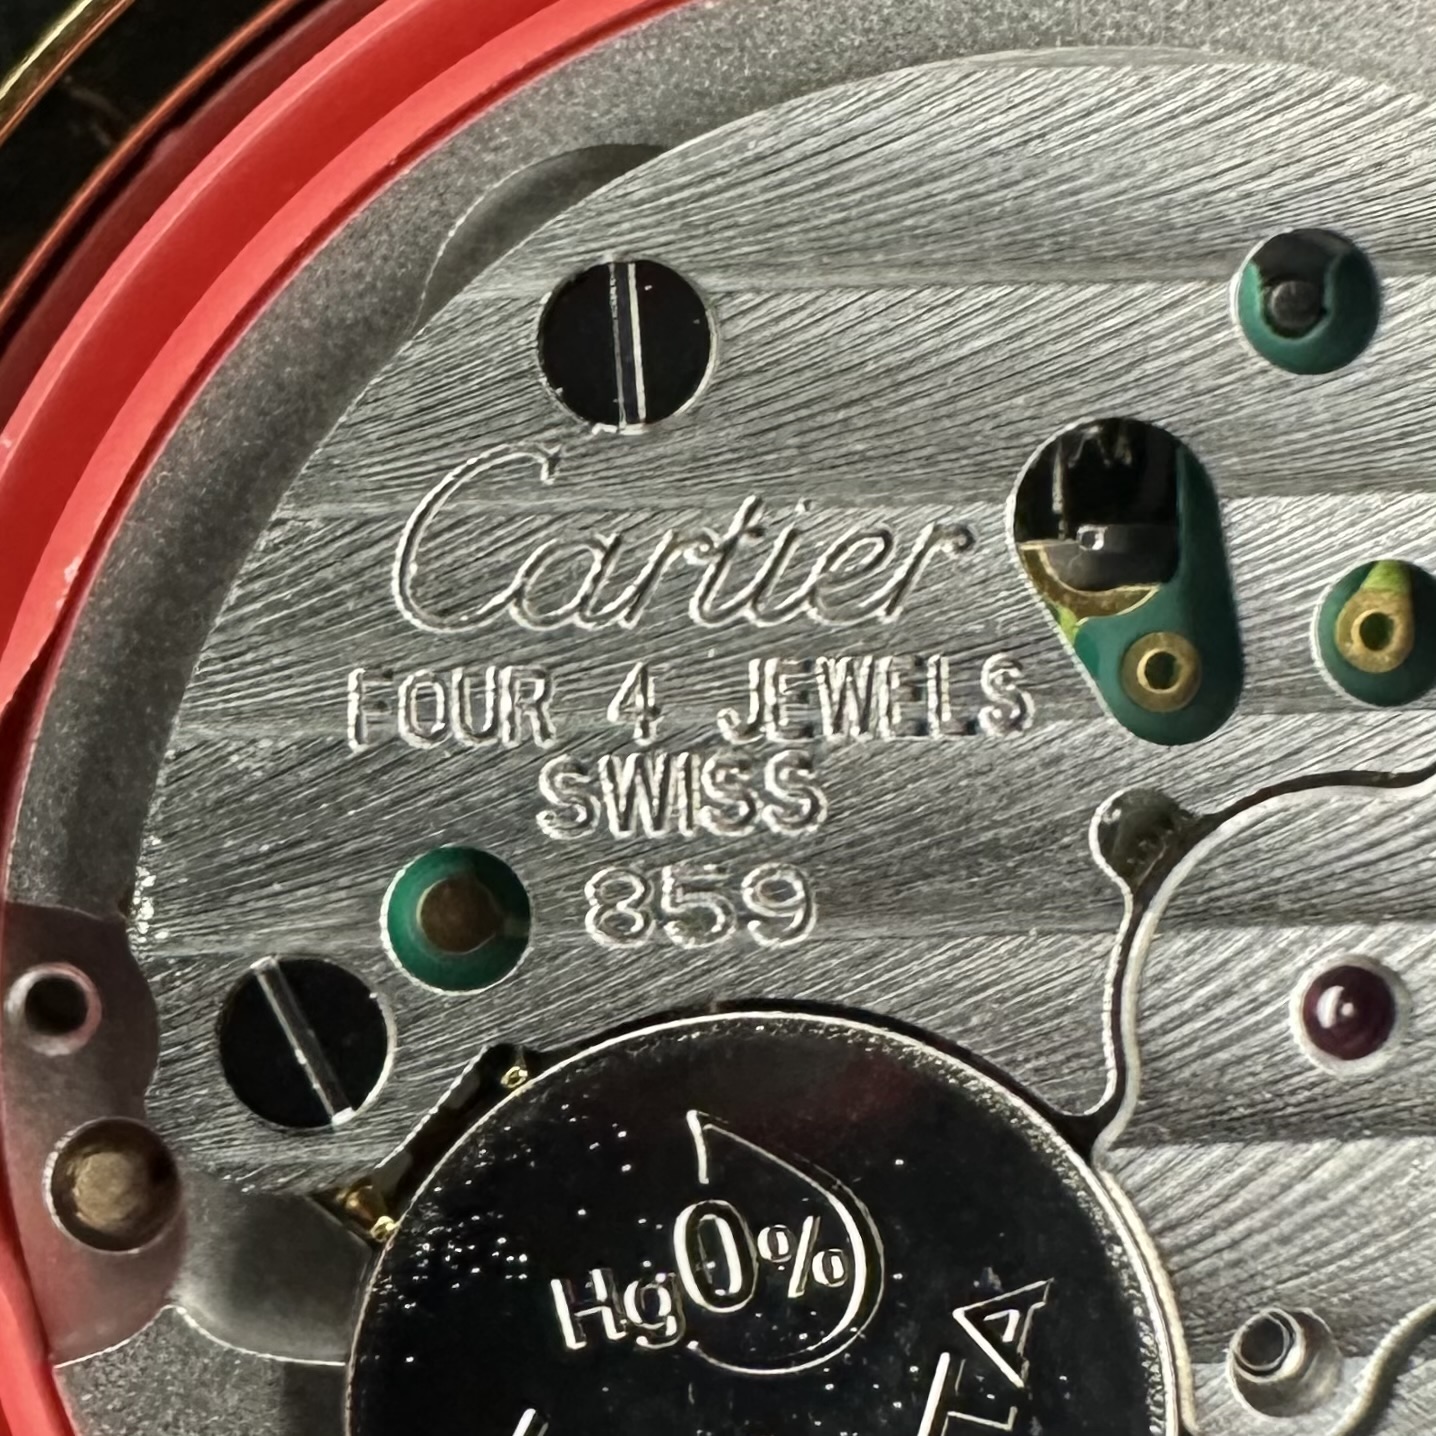 Cartier
FOUR 4 JEWELS
SWISS
859
Hg0%